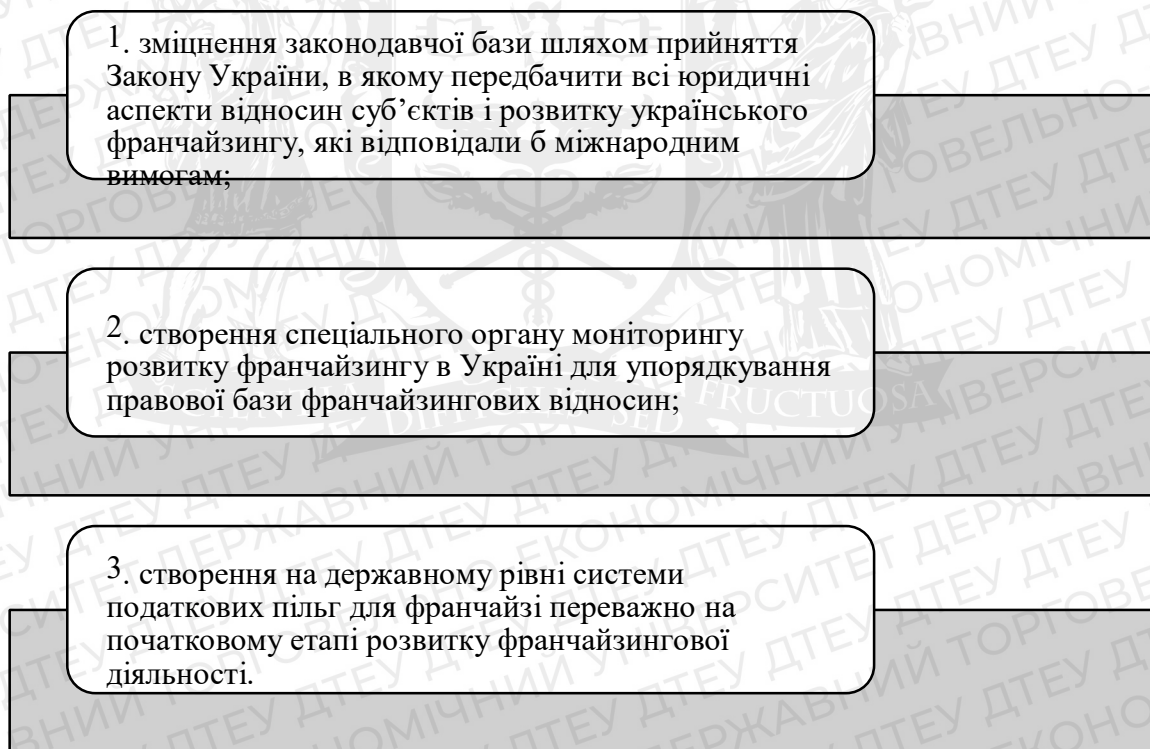 1. зміцнення законодавчої бази шляхом прийняття
Закону України, в якому передбачити всі юридичні
аспекти відносин суб’єктів і розвитку українського
франчайзингу, які відповідали б міжнародним
вимогам;
2. створення спеціального органу моніторингу
розвитку франчайзингу в Україні для упорядкування
правової бази франчайзингових відносин;
3. створення на державному рівні системи
податкових пільг для франчайзі переважно на
початковому етапі розвитку франчайзингової
діяльності.